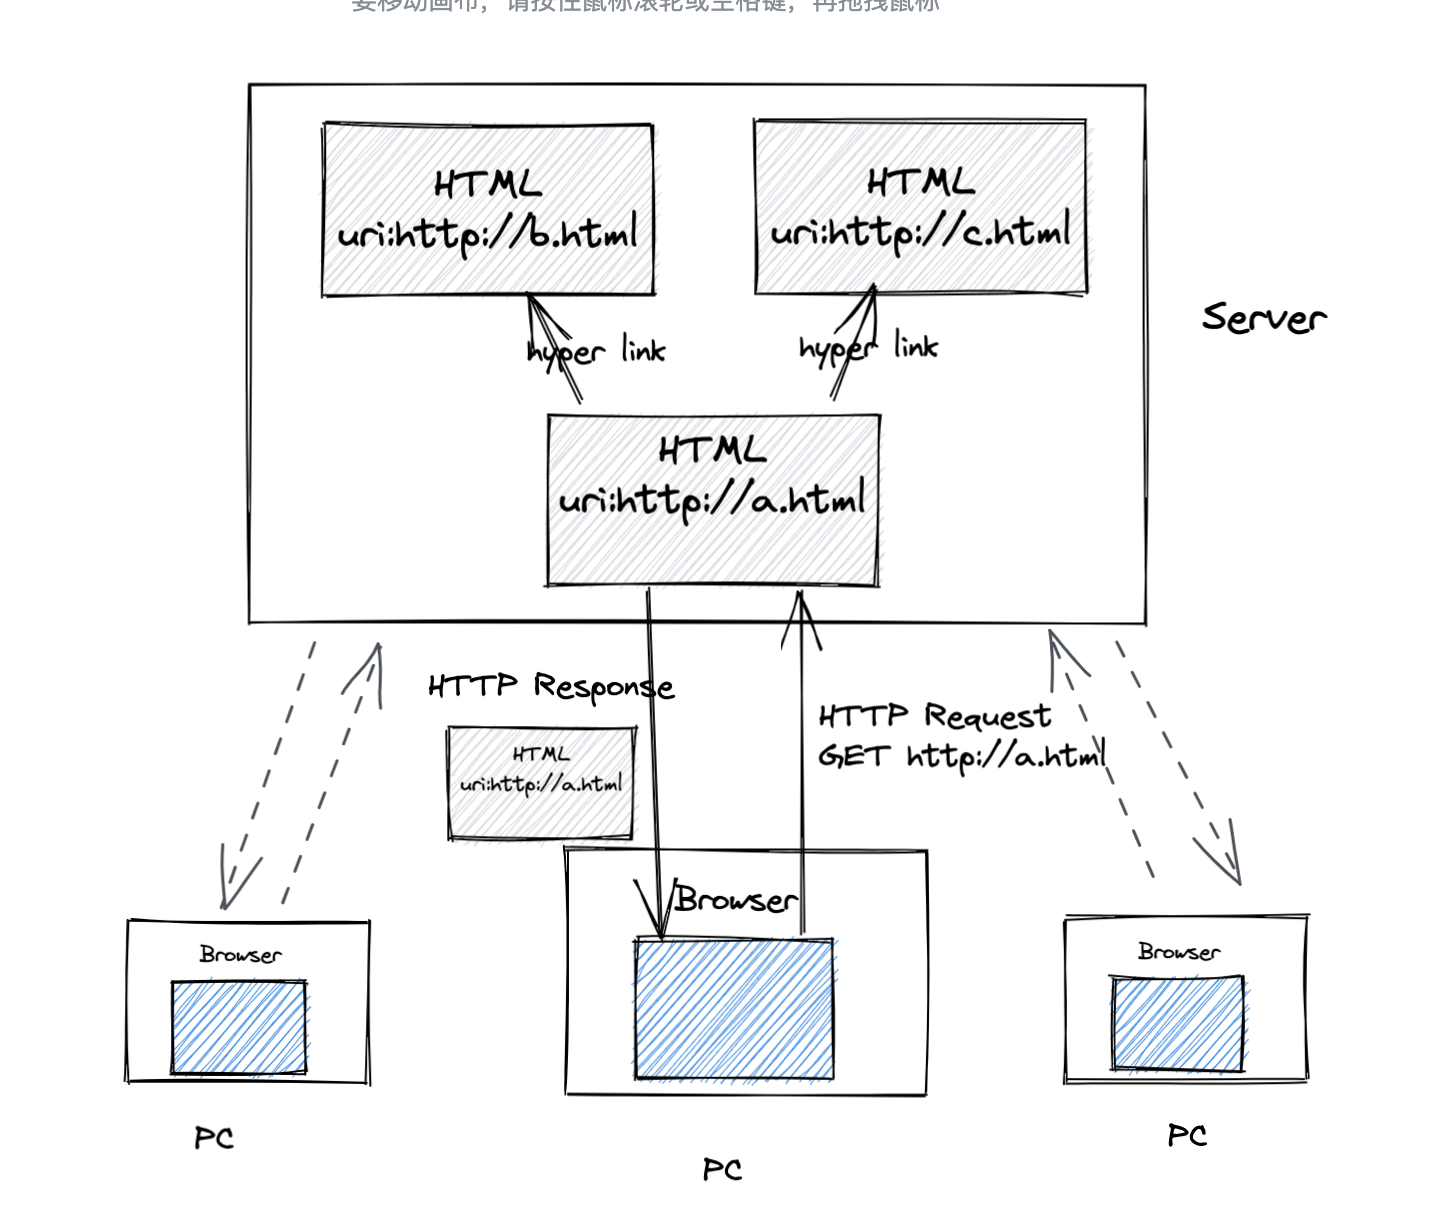 要移动画布，请按住鼠标滚轮或空格键，再拖拽鼠标
HTML
uri:http://b.html
HTML
uri:http://c.html
Server
hyper link
hyper link
HTML
uri:http://a.html
HTTP Response
HTTP Request
GET http://a.html
HTML
uri:http://a.html
Browser
Browser
Browser
PC
PC
PC